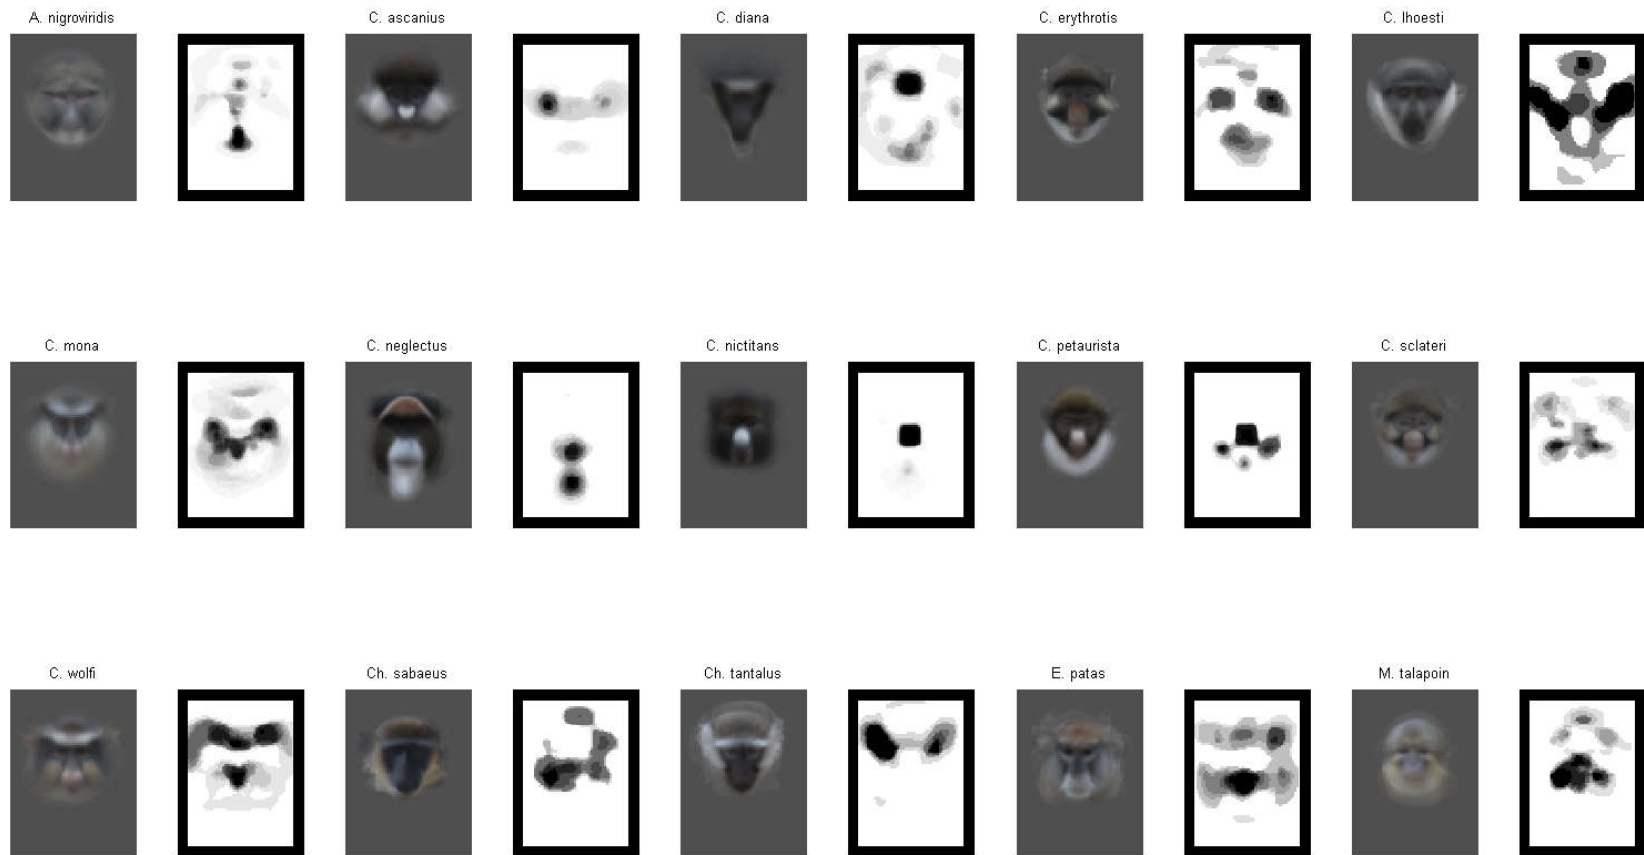 A. nigroviridis
C. ascanius
C. diana
C. erythrotis
C. lhoesti
C. mona
C. neglectus
C. nictitans
C. petaurista
C. sclateri
C. wolfi
Ch. sabaeus
Ch. tantalus
E. patas
M. talapoin